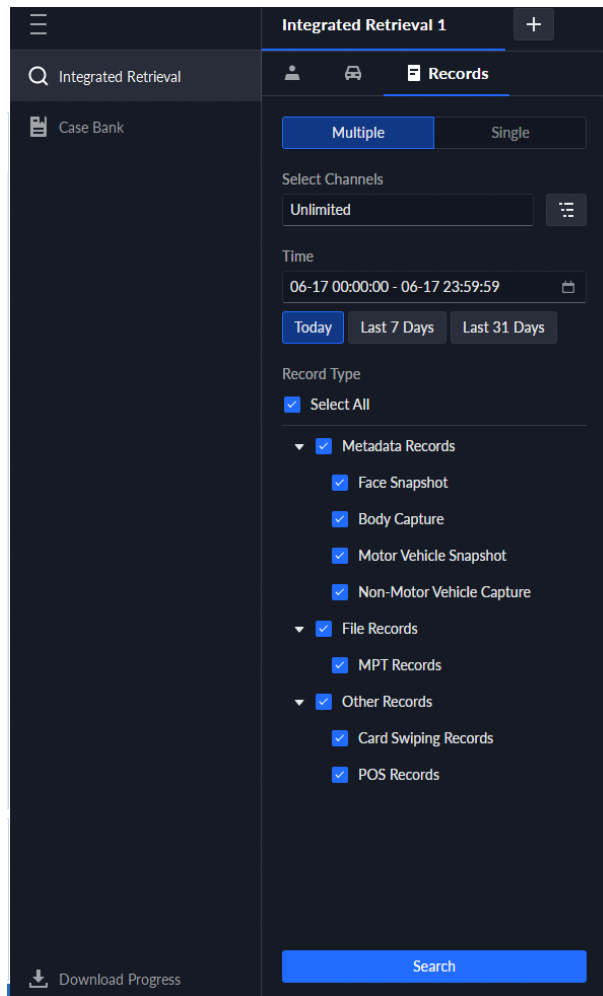 Integrated Retrieval 1
Integrated Retrieval
Records
Case Bank
Multiple
Single
Select Channels
Unlimited
Time
06-17 00:00:00 - 06-17 23:59:59
Today
Last 7 Days
Last 31 Days
Record Type
Select All
Metadata Records
Face Snapshot
Body Capture
Motor Vehicle Snapshot
Non-Motor Vehicle Capture
File Records
MPT Records
Other Records
Card Swiping Records
POS Records
Search
Download Progress